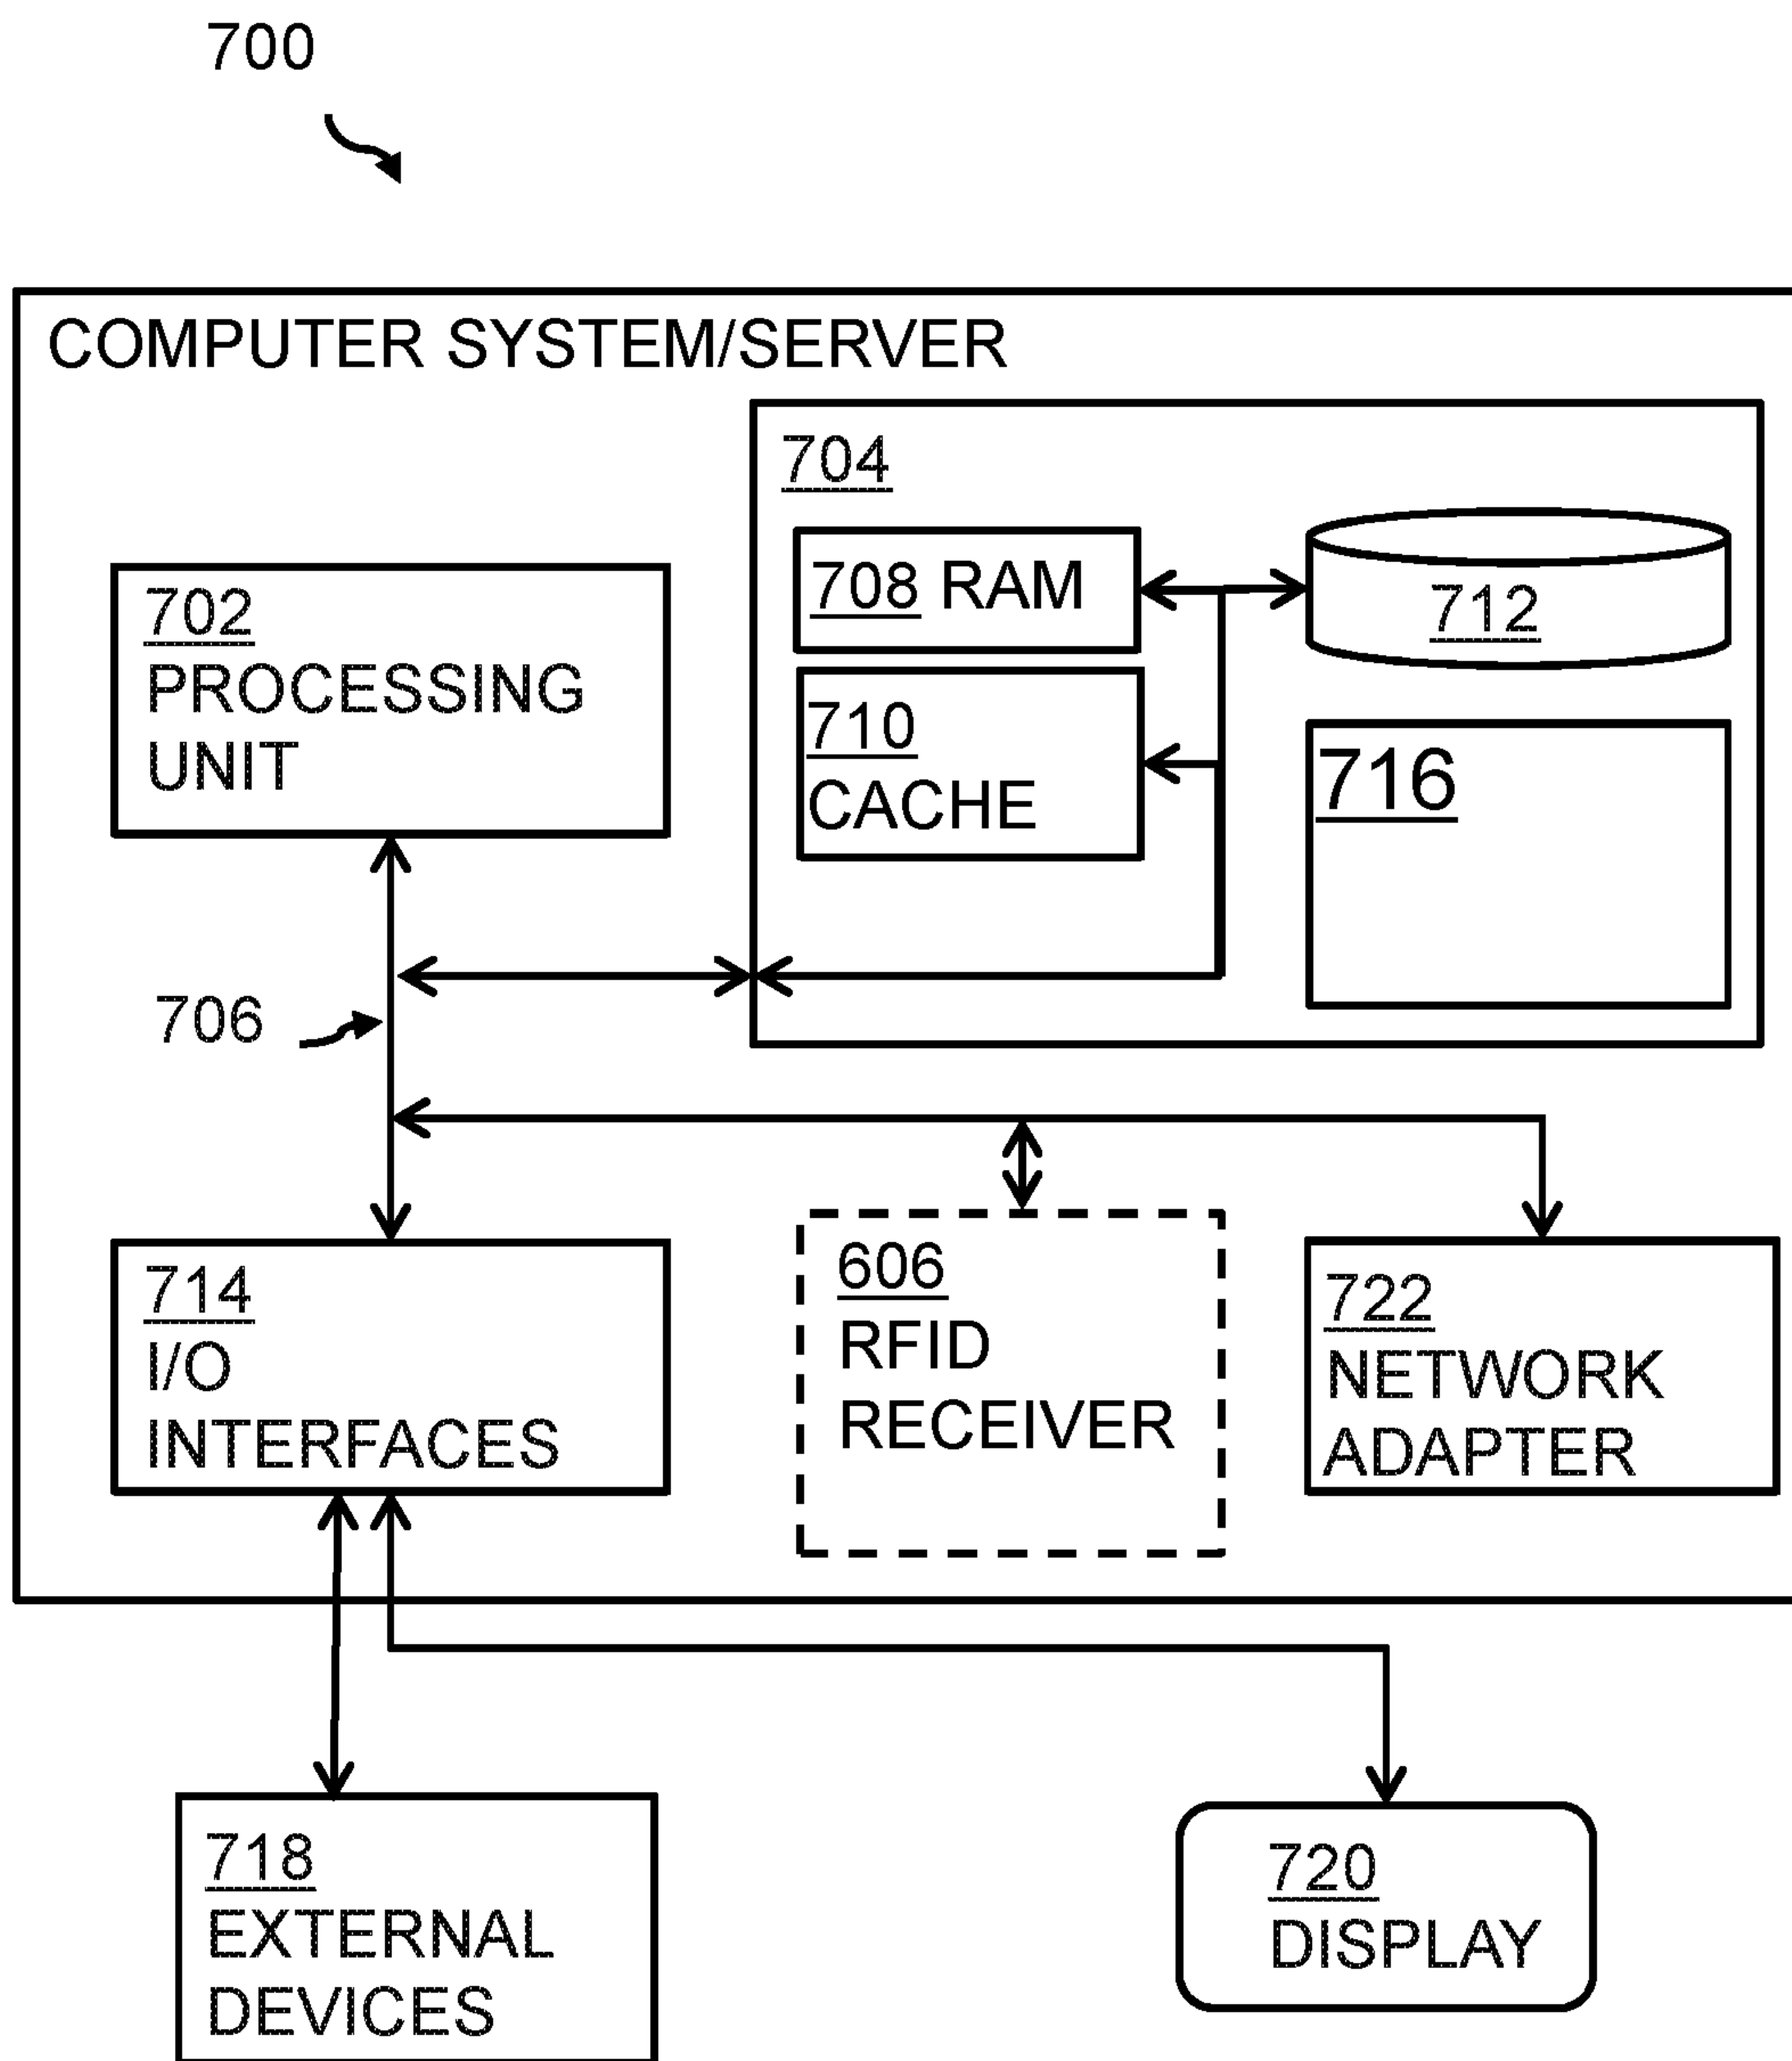 700
COMPUTER SYSTEM/SERVER
704
708 RAM
712
702
PROCESSING
UNIT
710
CACHE
716
706
714
I/O
INTERFACES
606
RFID
RECEIVER
722
NETWORK
ADAPTER
718
EXTERNAL
DEVICES
720
DISPLAY